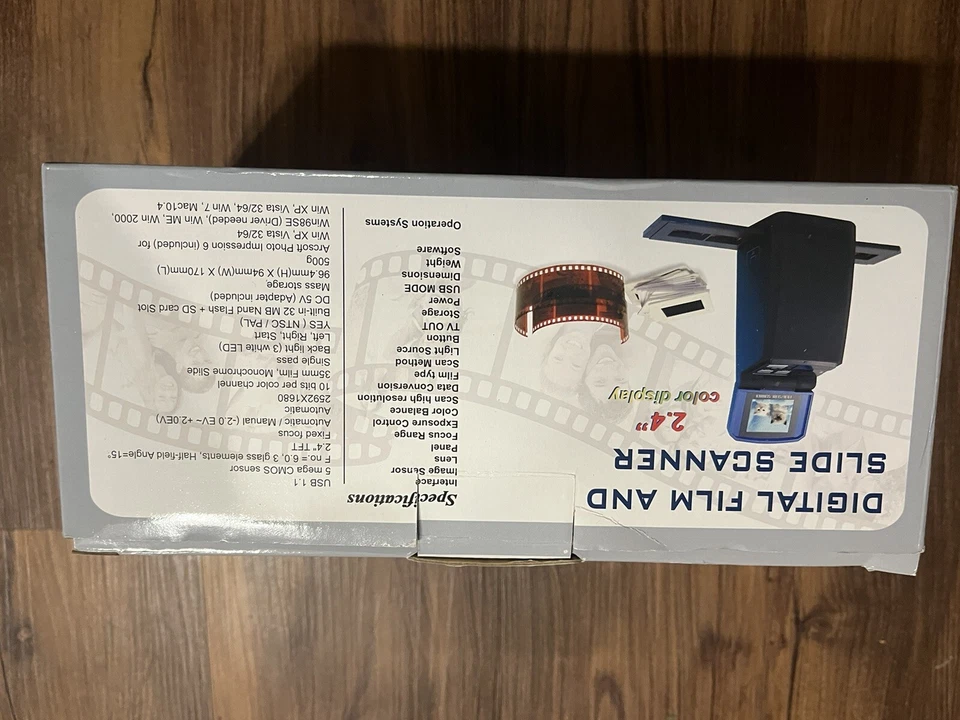 DIGITAL FILM AND
SLIDE SCANNER
2.4”
color display
Specifications
Interface USB 1.1
Image Sensor 5 mega CMOS sensor
Lens F no.= 6.0, 3 glass elements, Half-field Angle=15°
Panel 2.4" TFT
Focus Range Fixed focus
Exposure Control Automatic / Manual (-2.0 EV~ +2.0EV)
Color Balance Automatic
Scan high resolution 2592X1680
Data Conversion 10 bits per color channel
Film type 35mm Film, Monochrome Slide
Scan Method Single pass
Light Source Back light (3 white LED)
Button Left, Right, Start,
TV OUT YES ( NTSC / PAL)
Storage Built-in 32 MB Nand Flash + SD card Slot
Power DC 5V (Adapter included)
USB MODE Mass storage
Dimensions 96.4mm(H) X 94mm(W) X 170mm(L)
Weight 500g
Software Arcsoft Photo Impression 6 (included) for
Win XP, Vista 32/64
Operation Systems Win98SE (Driver needed), Win ME, Win 2000,
Win XP, Vista 32/64, Win 7, Mac10.4